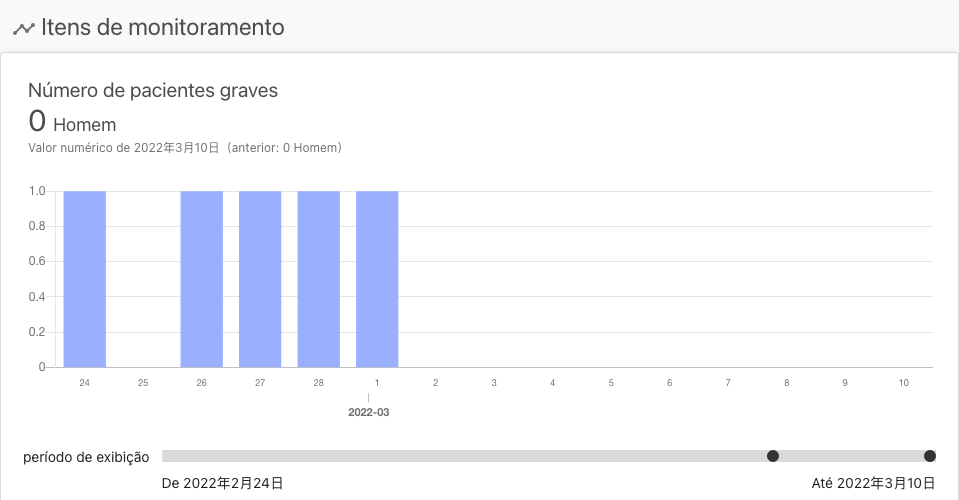 Itens de monitoramento
Número de pacientes graves
0 Homem
Valor numérico de 2022年3月10日 (anterior: 0 Homem)
1.0
0.8
0.6
0.4
0.2
0
24 25 26 27 28 1 2 3 4 5 6 7 8 9 10
2022-03
período de exibição
De 2022年2月24日 Até 2022年3月10日